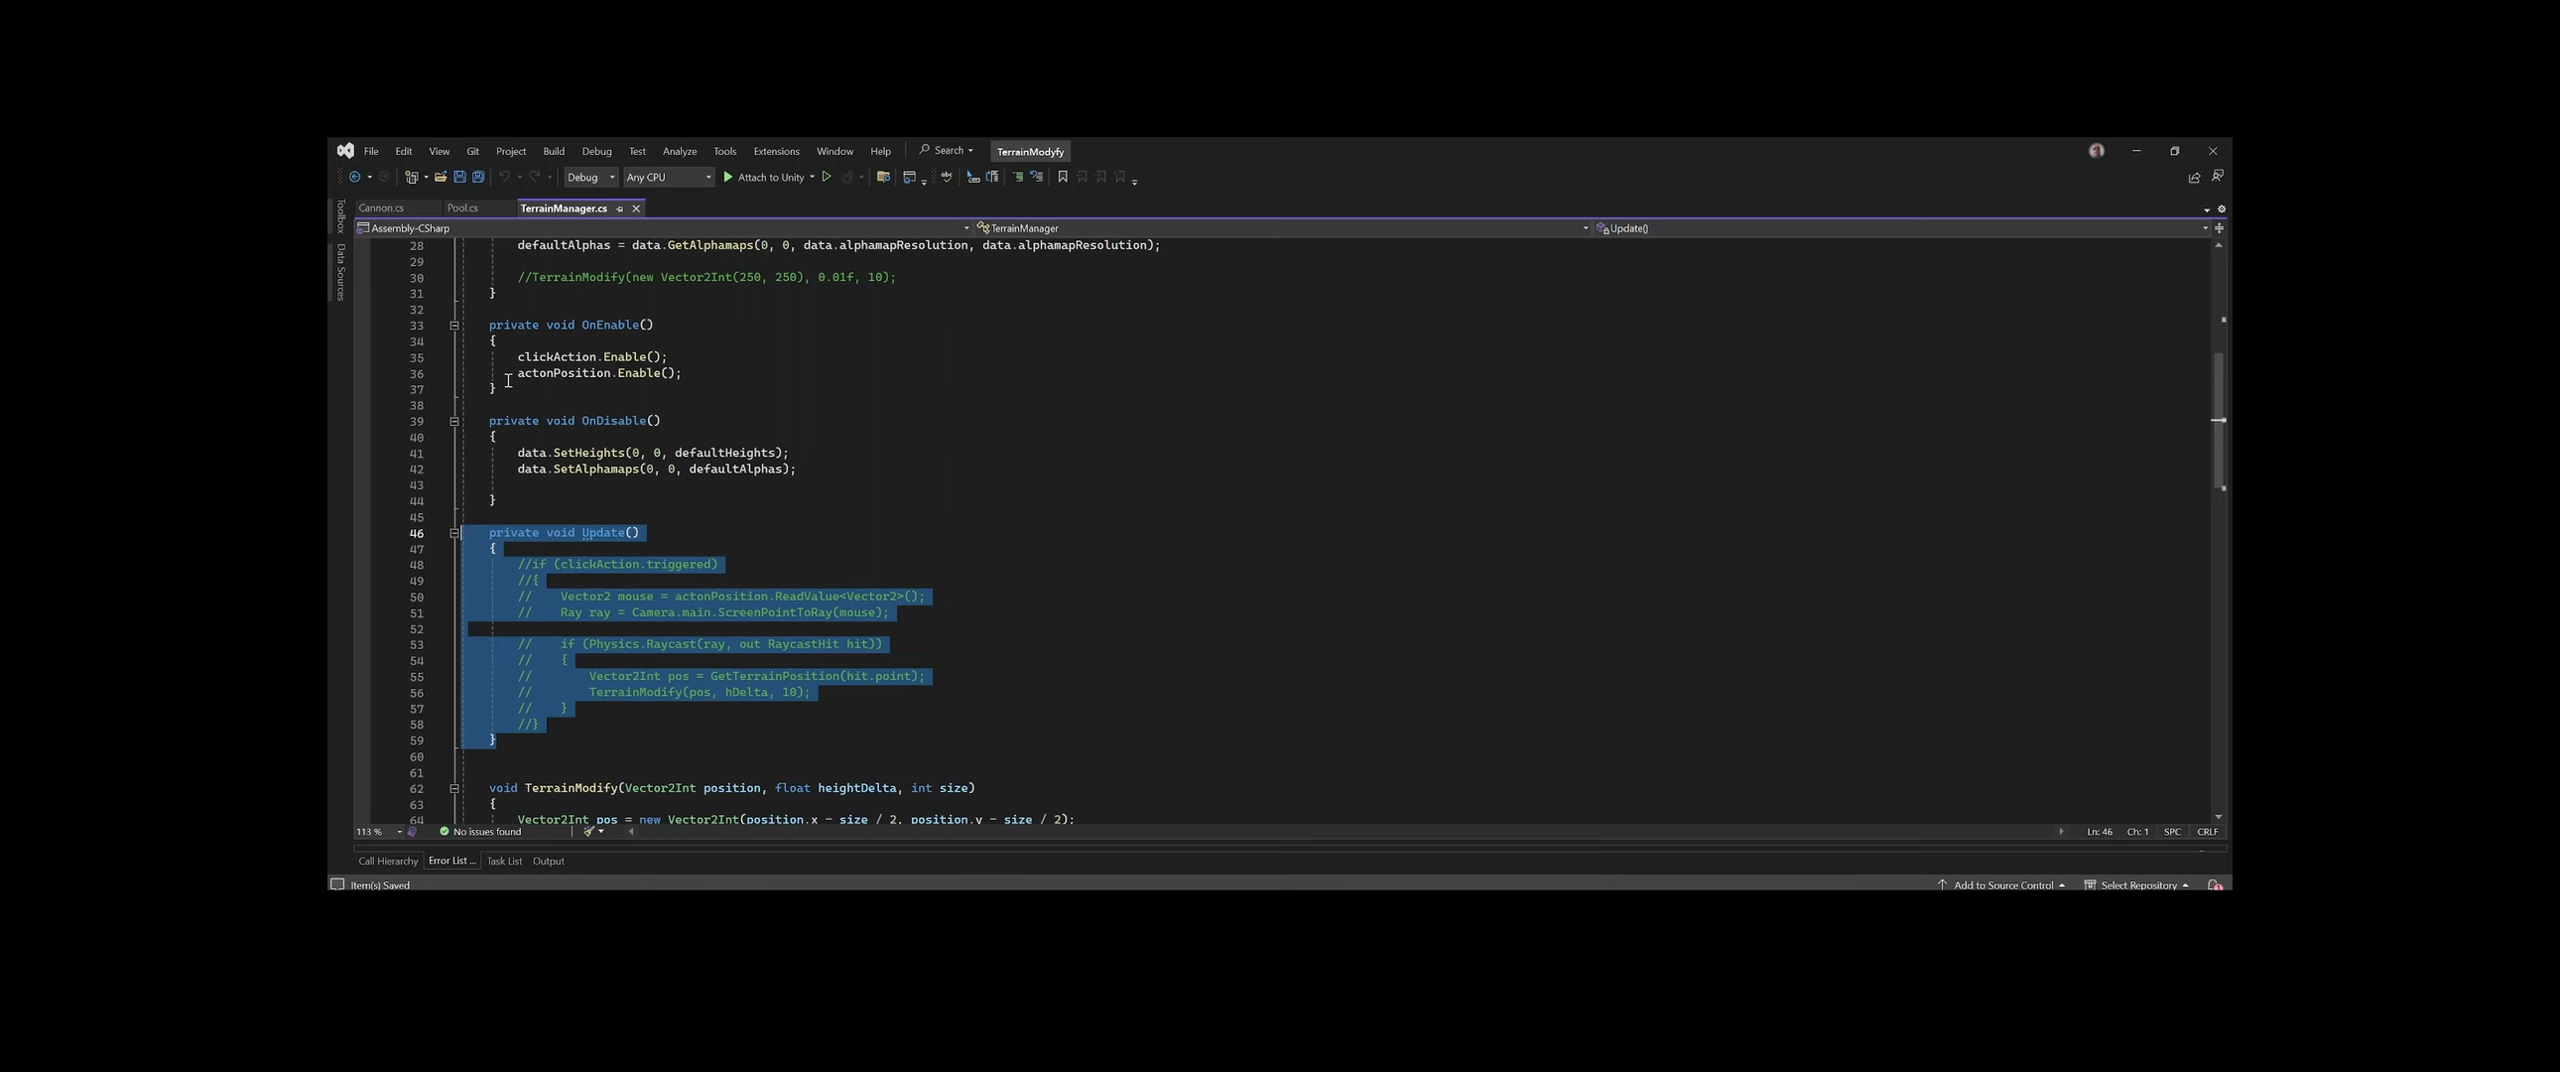 File Edit View Git Project Build Debug Test Analyze Tools Extensions Window Help Search TerrainModyfy
Debug Any CPU Attach to Unity
Cannon.cs Pool.cs TerrainManager.cs
Assembly-CSharp TerrainManager Update()
Toolbox
Data Sources
28 defaultAlphas = data.GetAlphamaps(0, 0, data.alphamapResolution, data.alphamapResolution);
29
30 //TerrainModify(new Vector2Int(250, 250), 0.01f, 10);
31 }
32
33 private void OnEnable()
34 {
35 clickAction.Enable();
36 actonPosition.Enable();
37 }
38
39 private void OnDisable()
40 {
41 data.SetHeights(0, 0, defaultHeights);
42 data.SetAlphamaps(0, 0, defaultAlphas);
43
44 }
45
46 private void Update()
47 {
48 //if (clickAction.triggered)
49 //{
50 // Vector2 mouse = actonPosition.ReadValue<Vector2>();
51 // Ray ray = Camera.main.ScreenPointToRay(mouse);
52
53 // if (Physics.Raycast(ray, out RaycastHit hit))
54 // {
55 // Vector2Int pos = GetTerrainPosition(hit.point);
56 // TerrainModify(pos, hDelta, 10);
57 // }
58 //}
59 }
60
61
62 void TerrainModify(Vector2Int position, float heightDelta, int size)
63 {
64 Vector2Int pos = new Vector2Int(position.x - size / 2, position.y - size / 2);
113 % No issues found Ln: 46 Ch: 1 SPC CRLF
Call Hierarchy Error List ... Task List Output
Item(s) Saved Add to Source Control Select Repository